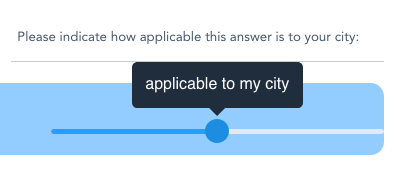 Please indicate how applicable this answer is to your city:
applicable to my city